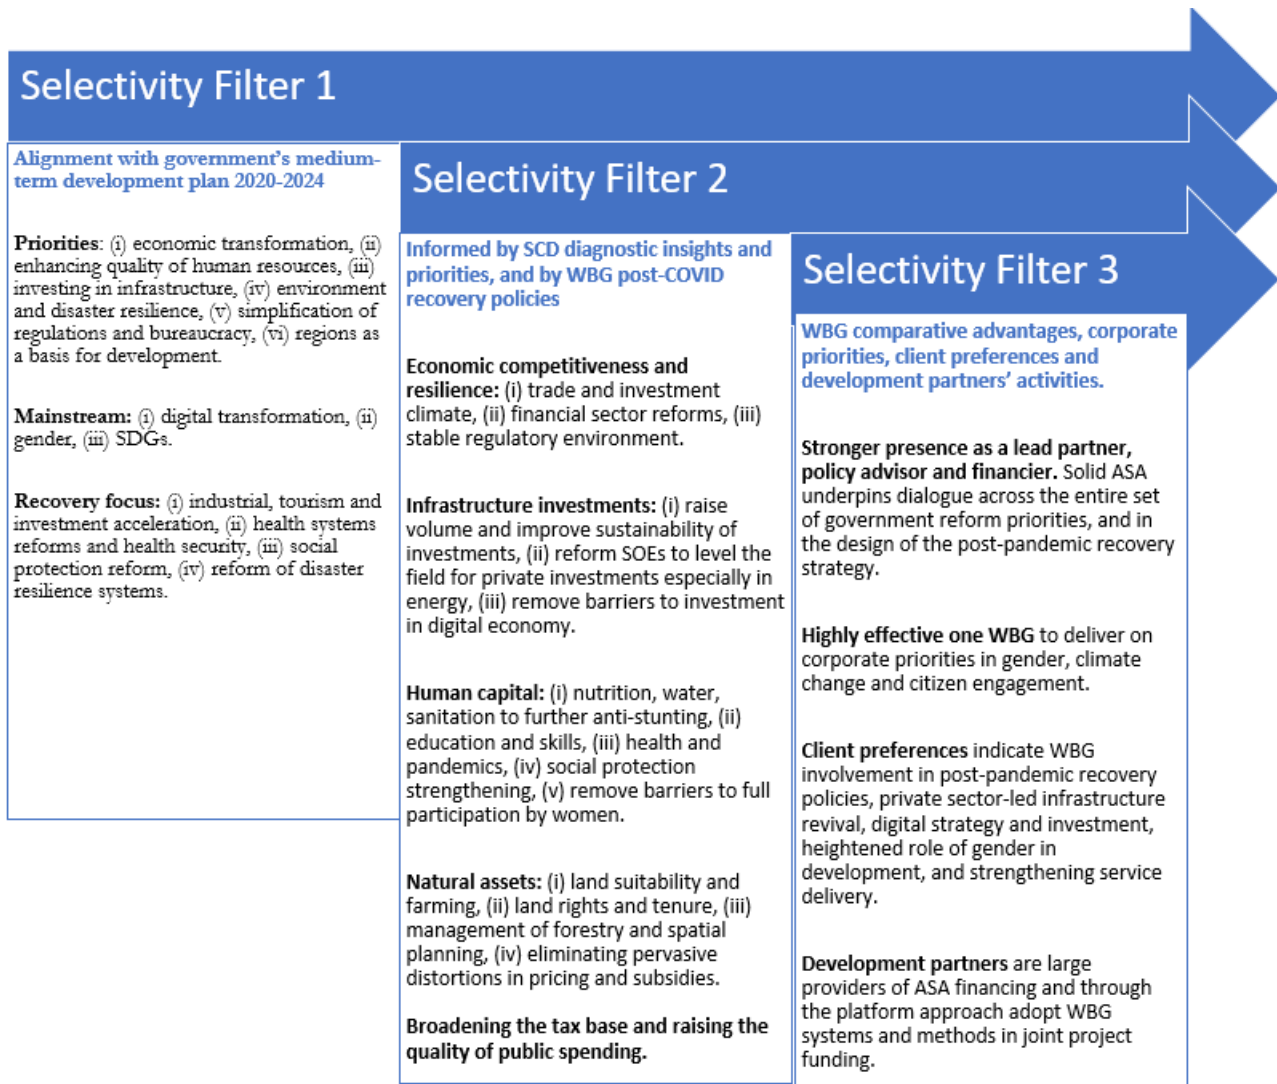 Selectivity Filter 1
Alignment with government's medium-
term development plan 2020-2024
Priorities: (i) economic transformation, (ii)
enhancing quality of human resources, (iii)
investing in infrastructure, (iv) environment
and disaster resilience, (v) simplification of
regulations and bureaucracy, (vi) regions as
a basis for development.
Mainstream: (i) digital transformation, (ii)
gender, (iii) SDGs.
Recovery focus: (i) industrial, tourism and
investment acceleration, (ii) health systems
reforms and health security, (iii) social
protection reform, (iv) reform of disaster
resilience systems.
Selectivity Filter 2
Informed by SCD diagnostic insights and
priorities, and by WBG post-COVID
recovery policies
Economic competitiveness and
resilience: (i) trade and investment
climate, (ii) financial sector reforms, (iii)
stable regulatory environment.
Infrastructure investments: (i) raise
volume and improve sustainability of
investments, (ii) reform SOEs to level the
field for private investments especially in
energy, (iii) remove barriers to investment
in digital economy.
Human capital: (i) nutrition, water,
sanitation to further anti-stunting, (ii)
education and skills, (iii) health and
pandemics, (iv) social protection
strengthening, (v) remove barriers to full
participation by women.
Natural assets: (i) land suitability and
farming, (ii) land rights and tenure, (iii)
management of forestry and spatial
planning, (iv) eliminating pervasive
distortions in pricing and subsidies.
Broadening the tax base and raising the
quality of public spending.
Selectivity Filter 3
WBG comparative advantages, corporate
priorities, client preferences and
development partners' activities.
Stronger presence as a lead partner,
policy advisor and financier. Solid ASA
underpins dialogue across the entire set
of government reform priorities, and in
the design of the post-pandemic recovery
strategy.
Highly effective one WBG to deliver on
corporate priorities in gender, climate
change and citizen engagement.
Client preferences indicate WBG
involvement in post-pandemic recovery
policies, private sector-led infrastructure
revival, digital strategy and investment,
heightened role of gender in
development, and strengthening service
delivery.
Development partners are large
providers of ASA financing and through
the platform approach adopt WBG
systems and methods in joint project
funding.